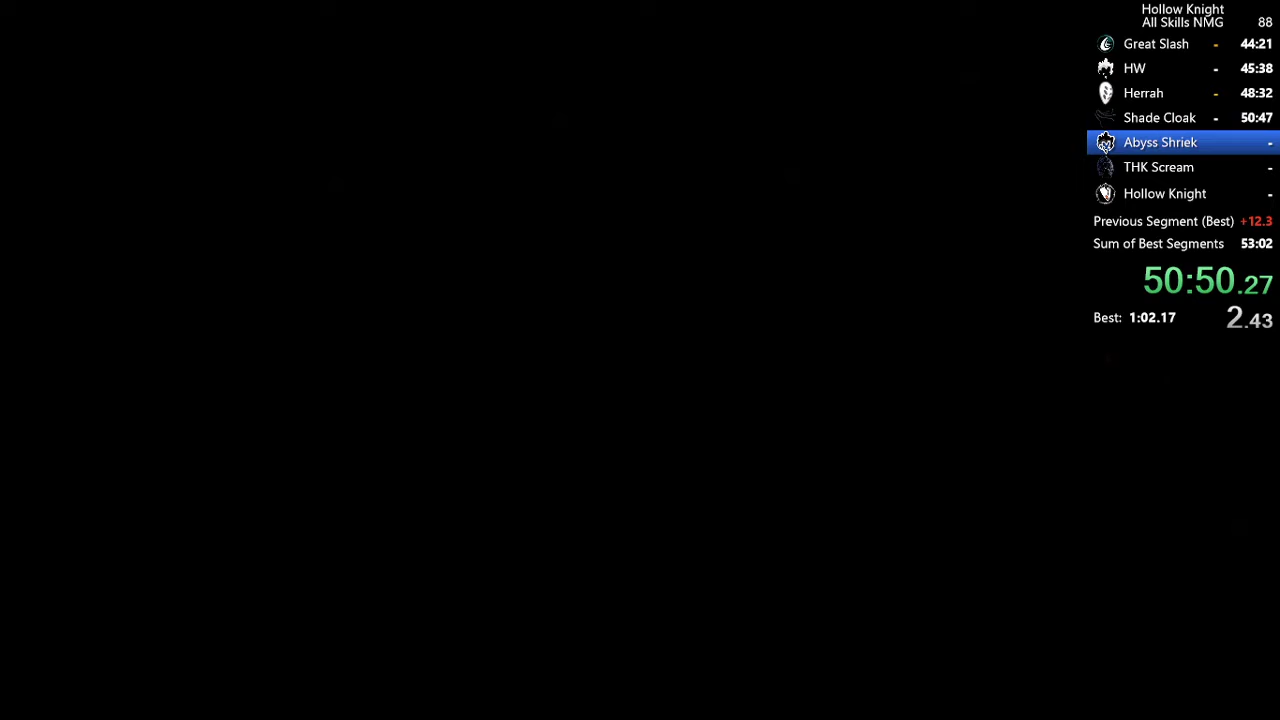 Hollow Knight
All Skills NMG 88
Great Slash - 44:21
HW - 45:38
Herrah - 48:32
Shade Cloak - 50:47
Abyss Shriek -
THK Scream -
Hollow Knight -
Previous Segment (Best) +12.3
Sum of Best Segments 53:02
50:50.27
Best: 1:02.17 2.43